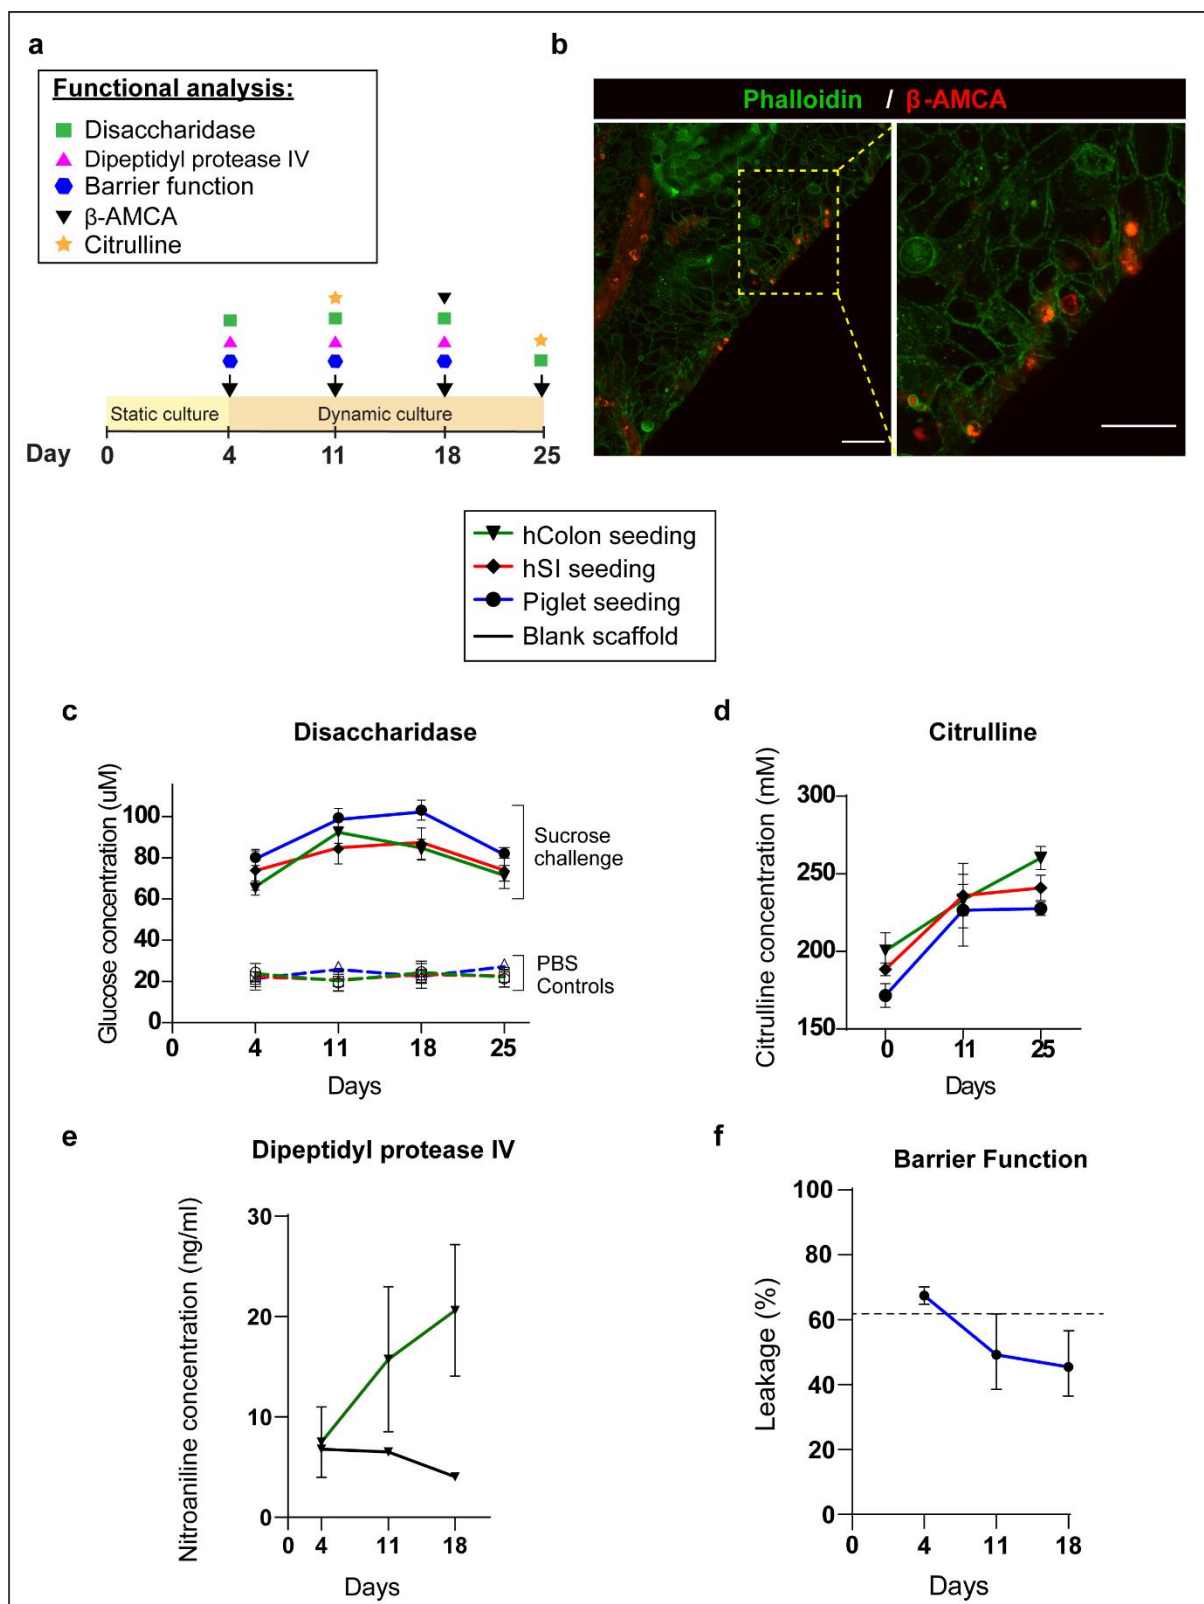 a
Functional analysis:
Disaccharidase
Dipeptidyl protease IV
Barrier function
β-AMCA
Citrulline
Static culture
Dynamic culture
Day
0
4
11
18
25
b
Phalloidin / β-AMCA
hColon seeding
hSI seeding
Piglet seeding
Blank scaffold
c
Disaccharidase
Glucose concentration (uM)
100
80
60
40
20
0
Sucrose
challenge
PBS
Controls
0
4
11
18
25
Days
d
Citrulline
Citrulline concentration (mM)
300
250
200
150
0
11
25
Days
e
Dipeptidyl protease IV
Nitroaniline concentration (ng/ml)
30
20
10
0
0
4
11
18
Days
f
Barrier Function
Leakage (%)
100
80
60
40
20
0
0
4
11
18
Days